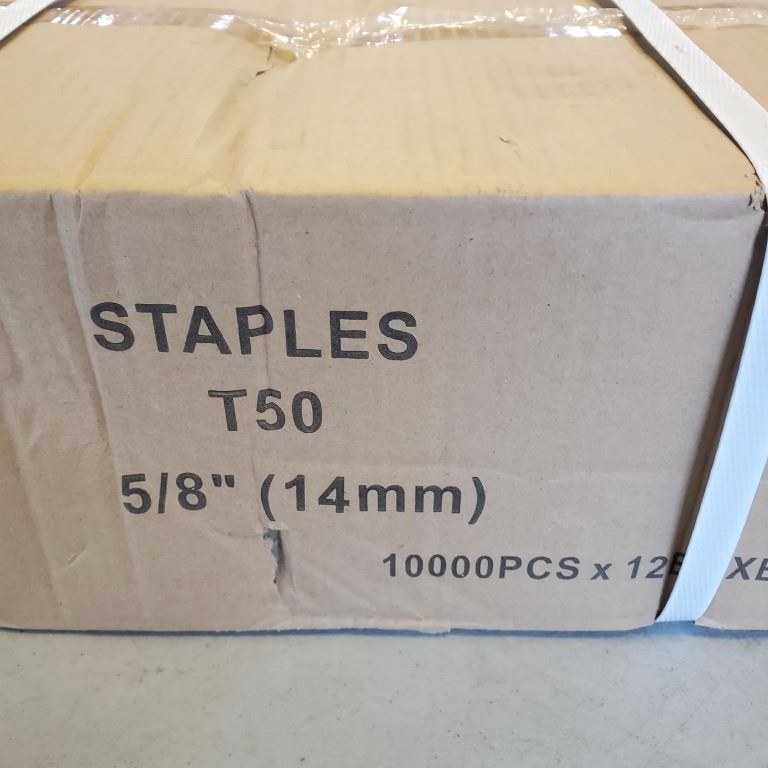 STAPLES
T50
5/8" (14mm)
10000PCS x 12